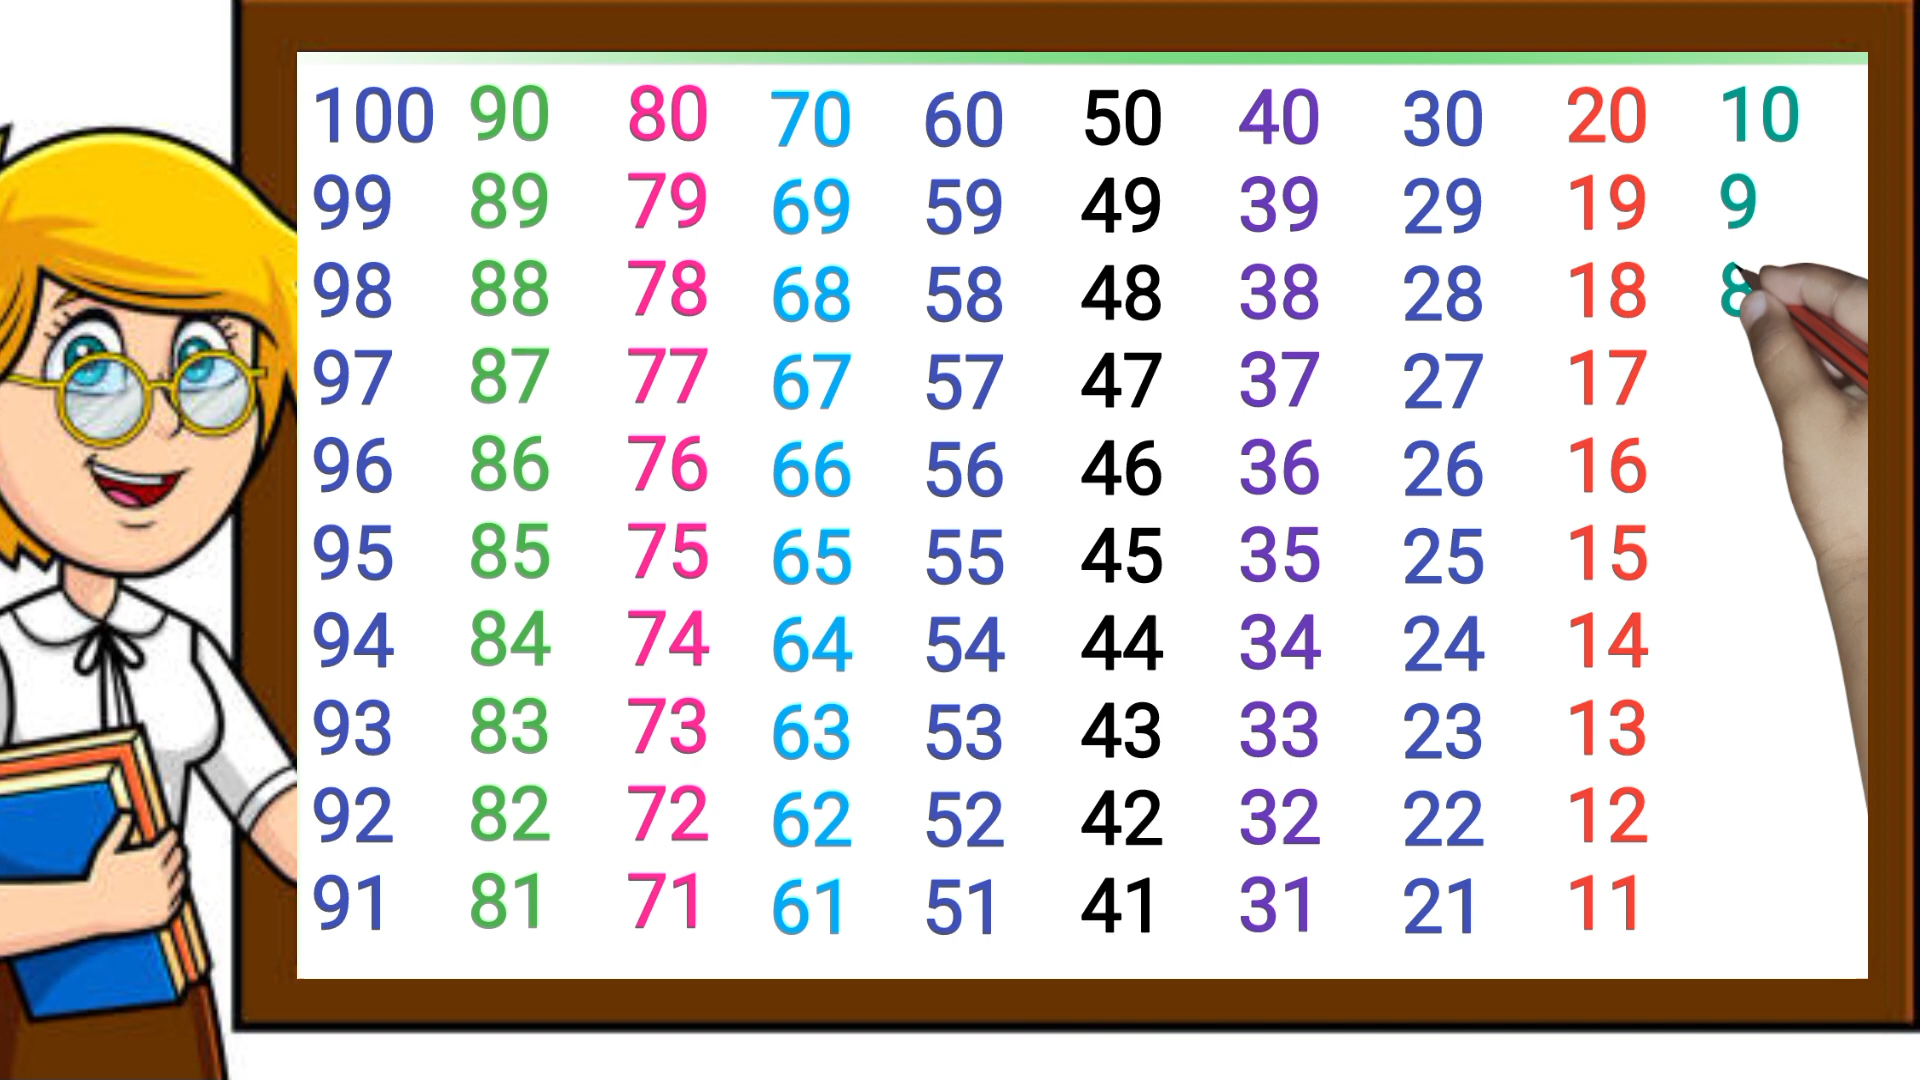 100 90 80 70 60 50 40 30 20 10
99 89 79 69 59 49 39 29 19 9
98 88 78 68 58 48 38 28 18 8
97 87 77 67 57 47 37 27 17
96 86 76 66 56 46 36 26 16
95 85 75 65 55 45 35 25 15
94 84 74 64 54 44 34 24 14
93 83 73 63 53 43 33 23 13
92 82 72 62 52 42 32 22 12
91 81 71 61 51 41 31 21 11